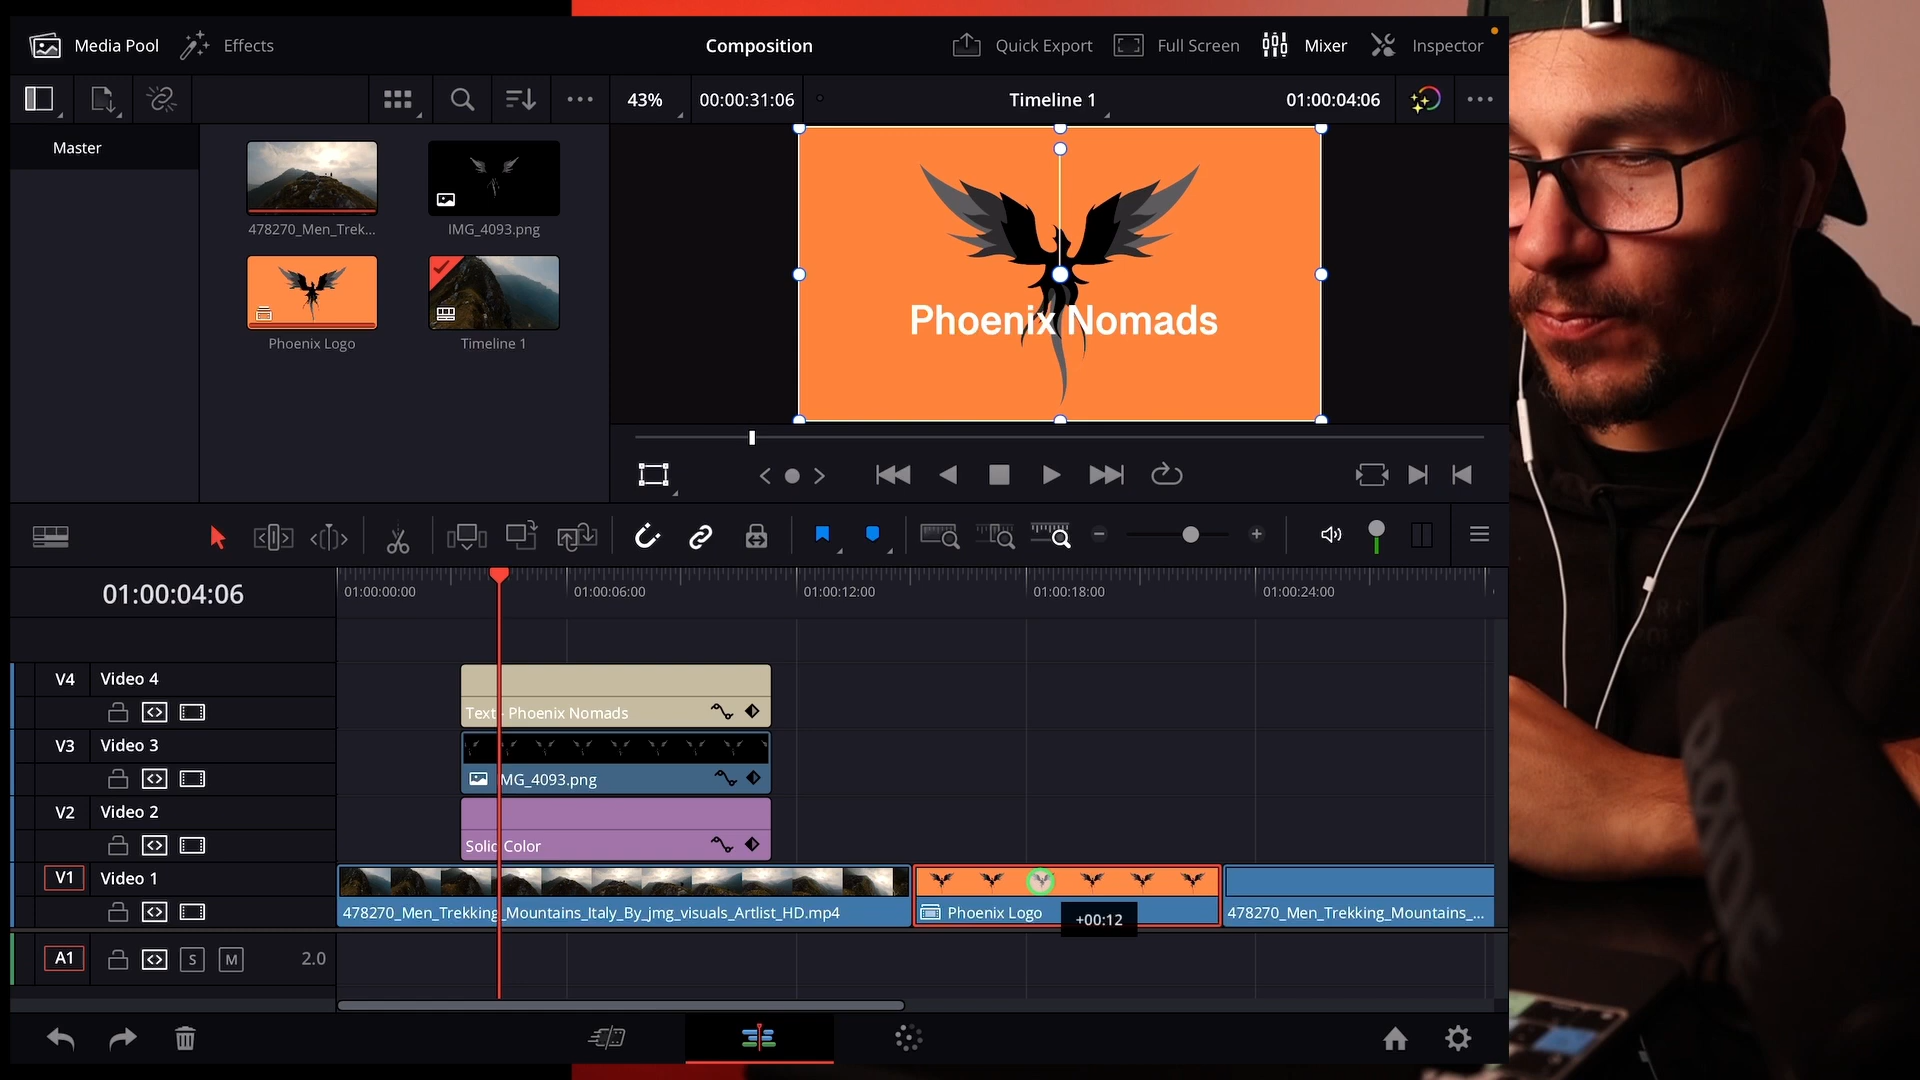 Media Pool
Effects
Composition
Quick Export
Full Screen
Mixer
Inspector
43%
00:00:31:06
Timeline 1
01:00:04:06
Master
478270_Men_Trek...
IMG_4093.png
Phoenix Logo
Timeline 1
Phoenix Nomads
01:00:04:06
01:00:00:00
01:00:06:00
01:00:12:00
01:00:18:00
01:00:24:00
V4
Video 4
Text - Phoenix Nomads
V3
Video 3
MG_4093.png
V2
Video 2
Solid Color
V1
Video 1
478270_Men_Trekking_Mountains_Italy_By_jmg_visuals_Artlist_HD.mp4
Phoenix Logo
+00:12
478270_Men_Trekking_Mountains_...
A1
S
M
2.0